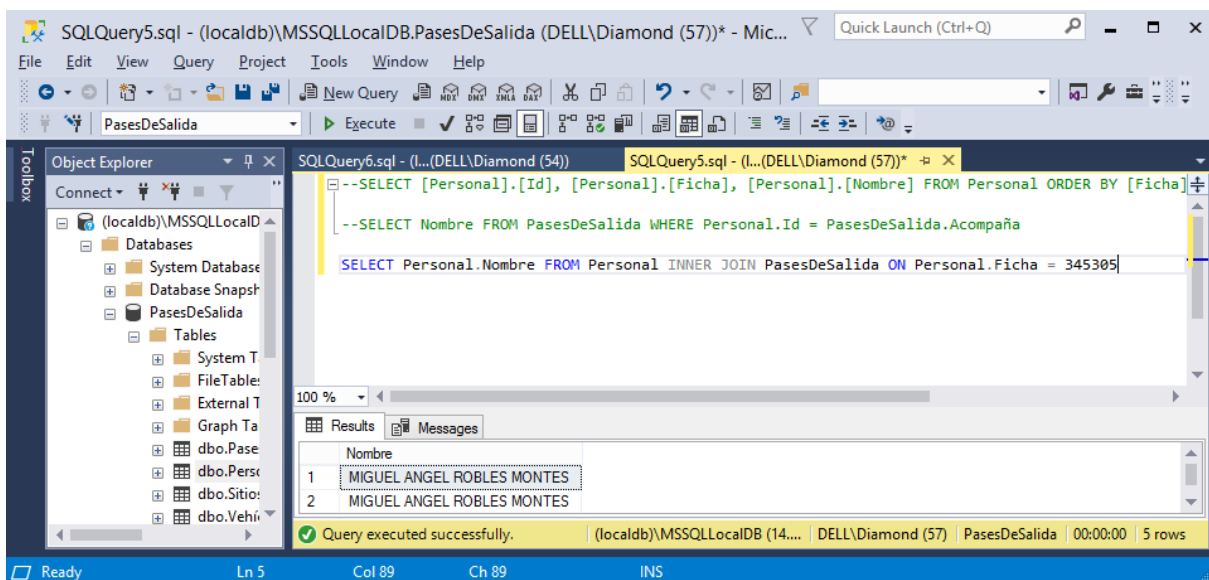 SQLQuery5.sql - (localdb)\MSSQLLocalDB.PasesDeSalida (DELL\Diamond (57))* - Mic...
Quick Launch (Ctrl+Q)
File Edit View Query Project Tools Window Help
New Query MDX DMX XMLA DAX
PasesDeSalida Execute
Toolbox
Object Explorer
SQLQuery6.sql - (l...(DELL\Diamond (54))
SQLQuery5.sql - (l...(DELL\Diamond (57))*
Connect
(localdb)\MSSQLLocalD
Databases
System Database
Database Snapsh
PasesDeSalida
Tables
System T
FileTable
External T
Graph Ta
dbo.Pase
dbo.Perso
dbo.Sitio
dbo.Vehí
--SELECT [Personal].[Id], [Personal].[Ficha], [Personal].[Nombre] FROM Personal ORDER BY [Ficha]
--SELECT Nombre FROM PasesDeSalida WHERE Personal.Id = PasesDeSalida.Acompaña
SELECT Personal.Nombre FROM Personal INNER JOIN PasesDeSalida ON Personal.Ficha = 345305
100 %
Results Messages
Nombre
1 MIGUEL ANGEL ROBLES MONTES
2 MIGUEL ANGEL ROBLES MONTES
Query executed successfully. (localdb)\MSSQLLocalDB (14.... DELL\Diamond (57) PasesDeSalida 00:00:00 5 rows
Ready Ln 5 Col 89 Ch 89 INS